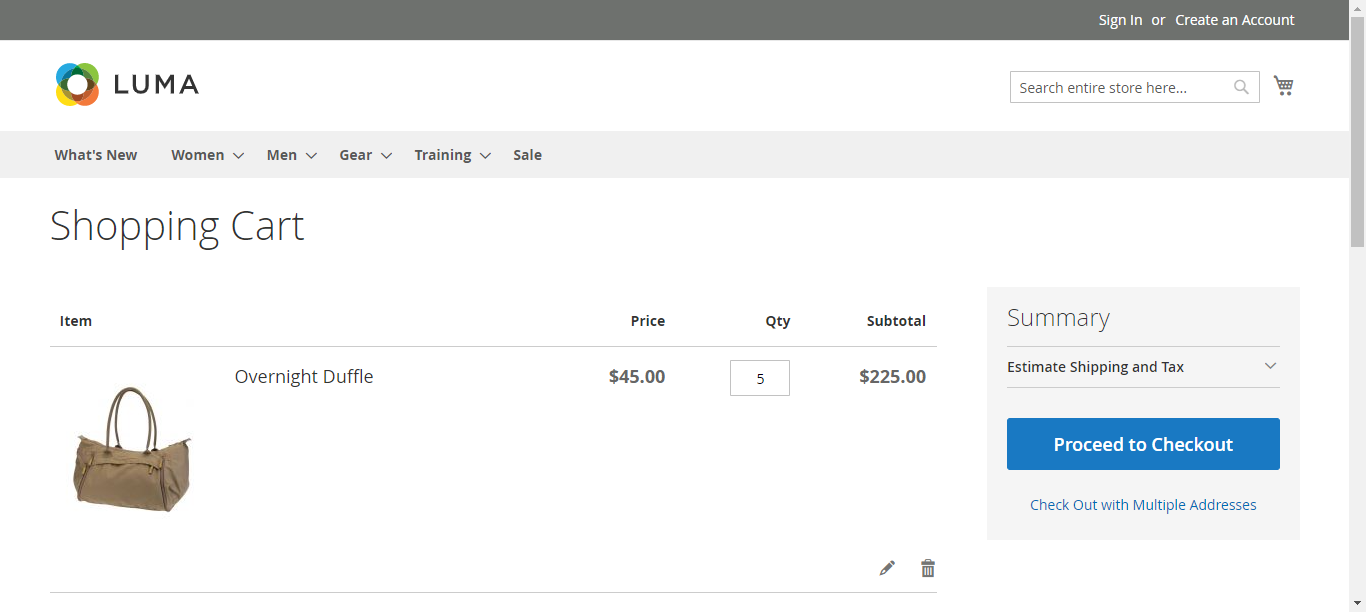 Sign In or Create an Account
LUMA
Search entire store here...
What's New Women Men Gear Training Sale
Shopping Cart
Item Price Qty Subtotal
Overnight Duffle $45.00 5 $225.00
Summary
Estimate Shipping and Tax
Proceed to Checkout
Check Out with Multiple Addresses